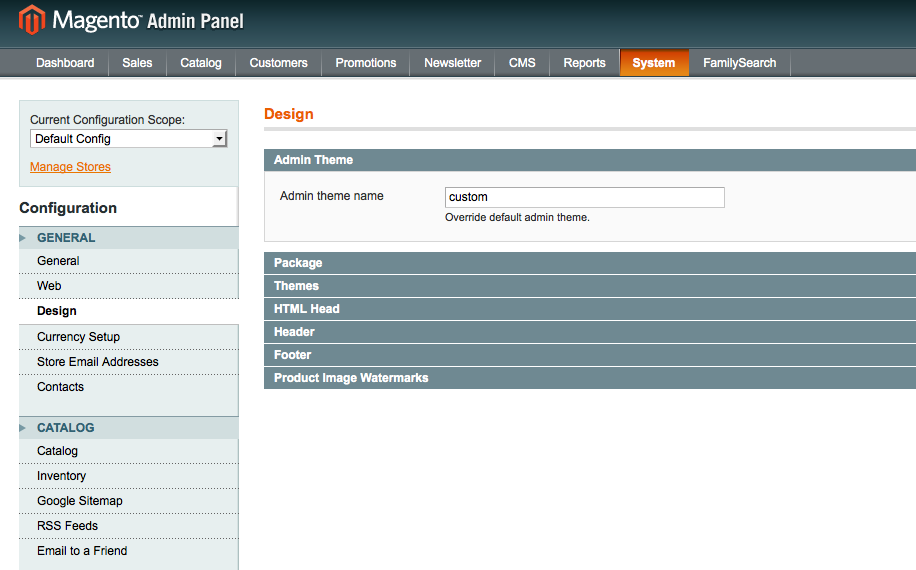 Magento Admin Panel
Dashboard Sales Catalog Customers Promotions Newsletter CMS Reports System FamilySearch
Current Configuration Scope:
Default Config
Manage Stores
Configuration
GENERAL
General
Web
Design
Currency Setup
Store Email Addresses
Contacts
CATALOG
Catalog
Inventory
Google Sitemap
RSS Feeds
Email to a Friend
Design
Admin Theme
Admin theme name custom
Override default admin theme.
Package
Themes
HTML Head
Header
Footer
Product Image Watermarks